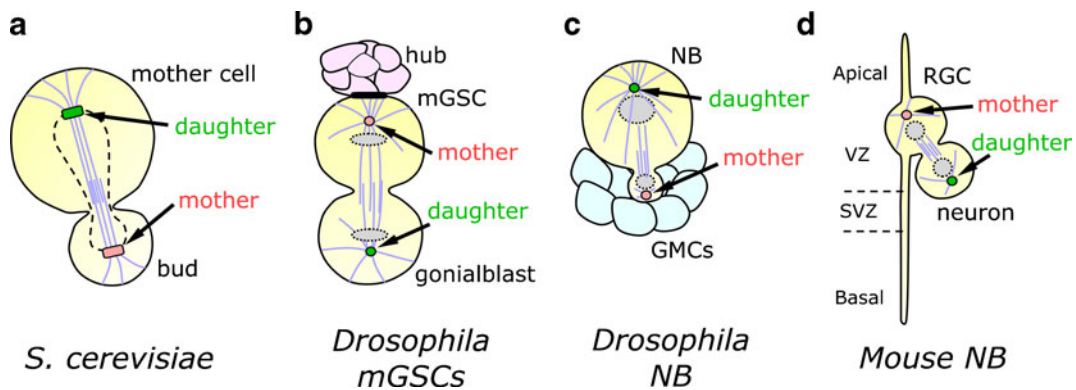 a
mother cell
daughter
mother
bud
S. cerevisiae
b
hub
mGSC
mother
daughter
gonialblast
Drosophila
mGSCs
c
NB
daughter
mother
GMCs
Drosophila
NB
d
Apical
RGC
mother
daughter
VZ
SVZ
neuron
Basal
Mouse NB